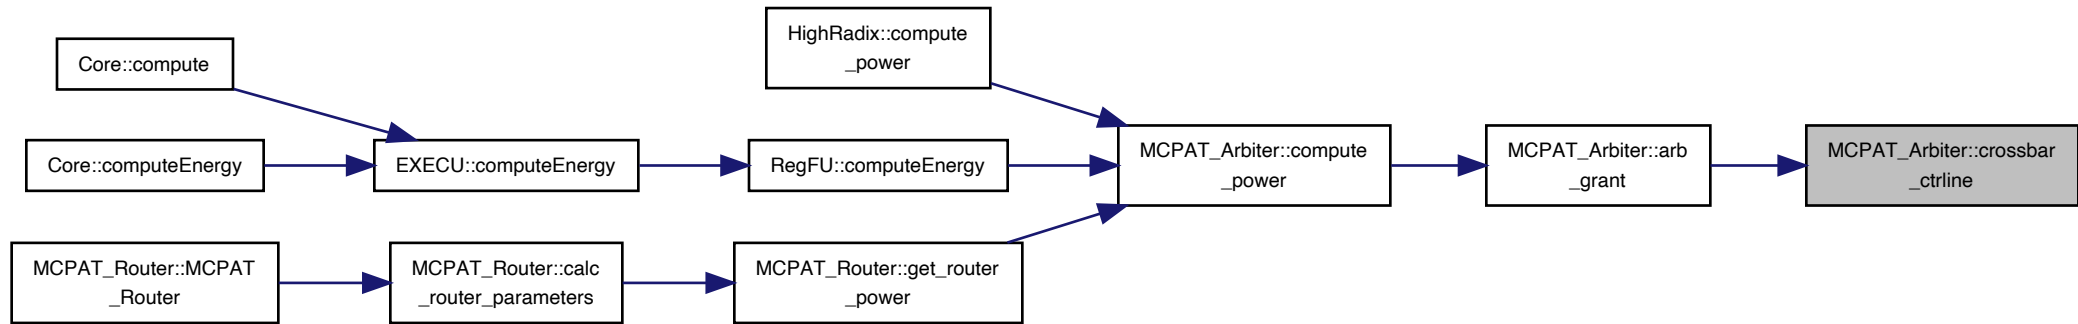 HighRadix::compute
_power
Core::compute
Core::computeEnergy
EXECU::computeEnergy
RegFU::computeEnergy
MCPAT_Arbiter::compute
_power
MCPAT_Arbiter::arb
_grant
MCPAT_Arbiter::crossbar
_ctrline
MCPAT_Router::MCPAT
_Router
MCPAT_Router::calc
_router_parameters
MCPAT_Router::get_router
_power